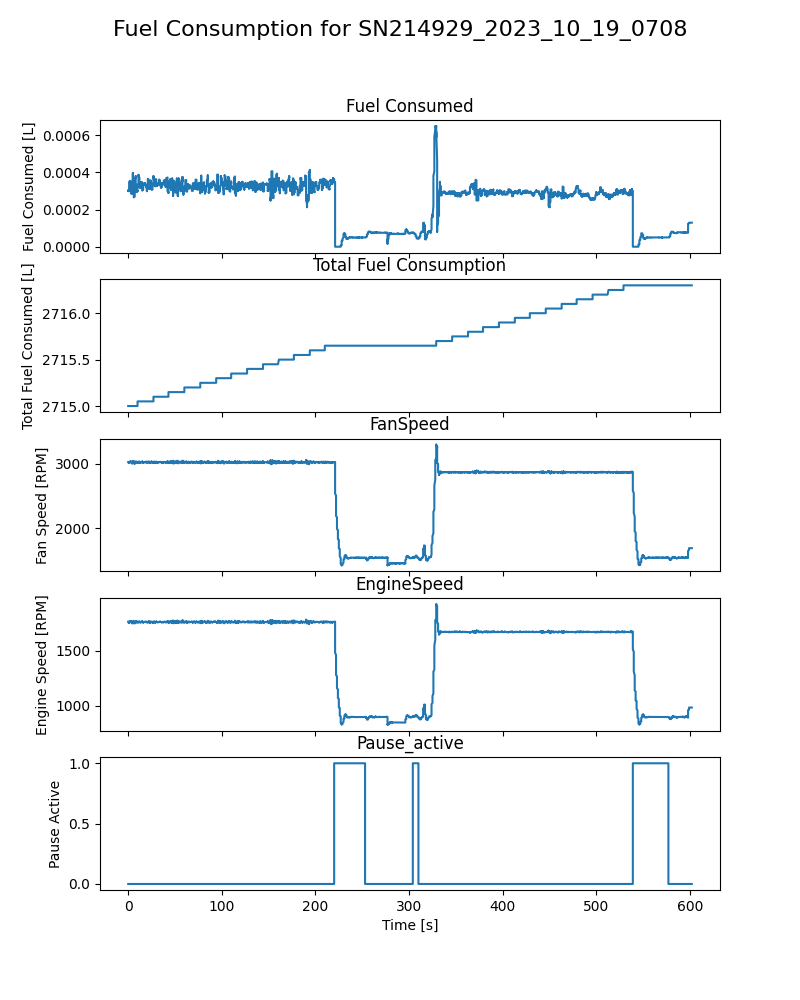 Fuel Consumption for SN214929_2023_10_19_0708
Fuel Consumed
Fuel Consumed [L]
0.0006
0.0004
0.0002
0.0000
Total Fuel Consumption
Total Fuel Consumed [L]
2716.0
2715.5
2715.0
FanSpeed
Fan Speed [RPM]
3000
2000
EngineSpeed
Engine Speed [RPM]
1500
1000
Pause_active
Pause Active
1.0
0.5
0.0
0 100 200 300 400 500 600
Time [s]